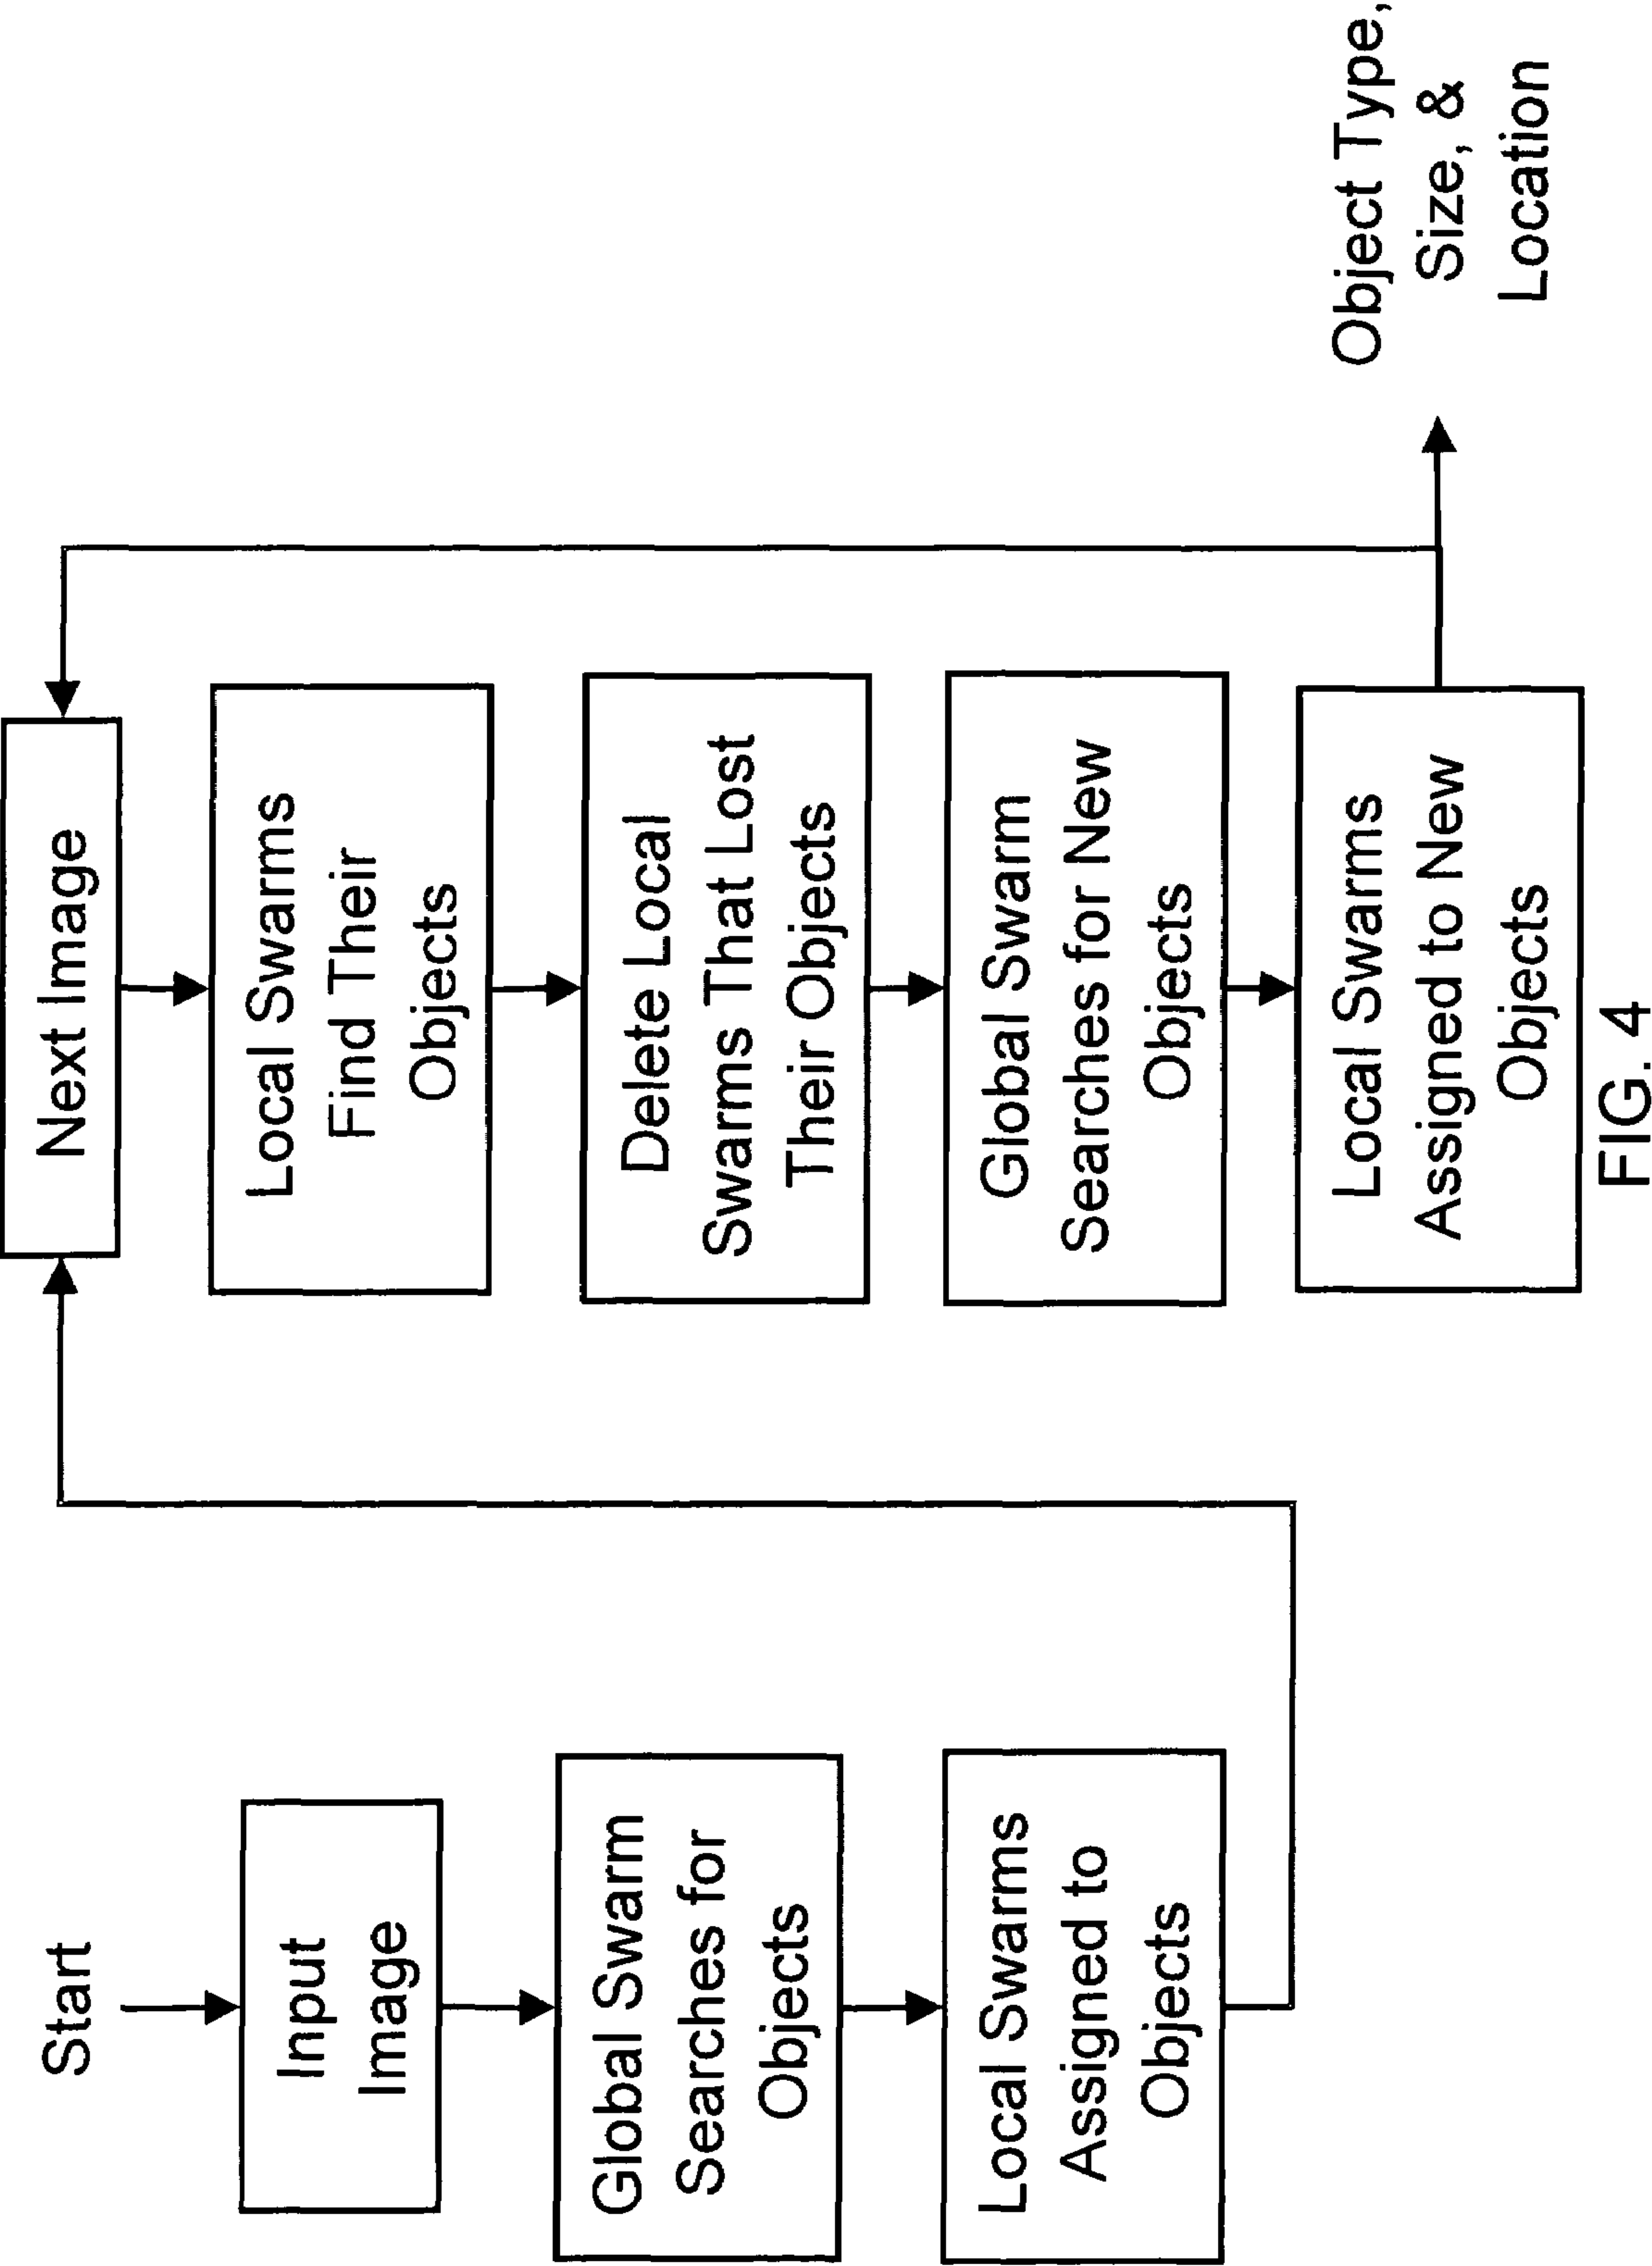 Start
Input
Image
Global Swarm
Searches for
Objects
Local Swarms
Assigned to
Objects
Next Image
Local Swarms
Find Their
Objects
Delete Local
Swarms That Lost
Their Objects
Global Swarm
Searches for New
Objects
Local Swarms
Assigned to New
Objects
Object Type,
Size, &
Location
FIG. 4